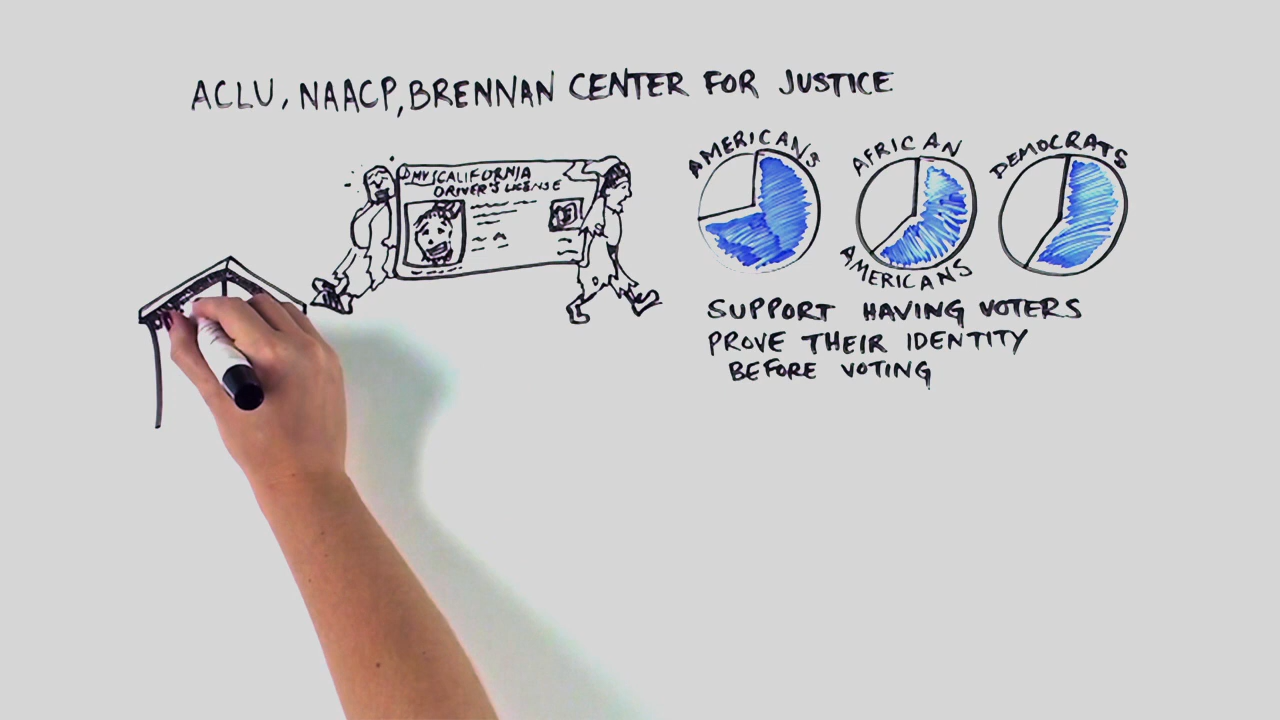 ACLU, NAACP, BRENNAN CENTER FOR JUSTICE
CALIFORNIA
DRIVER'S LICENSE
AMERICANS
AFRICAN
AMERICANS
DEMOCRATS
SUPPORT HAVING VOTERS
PROVE THEIR IDENTITY
BEFORE VOTING